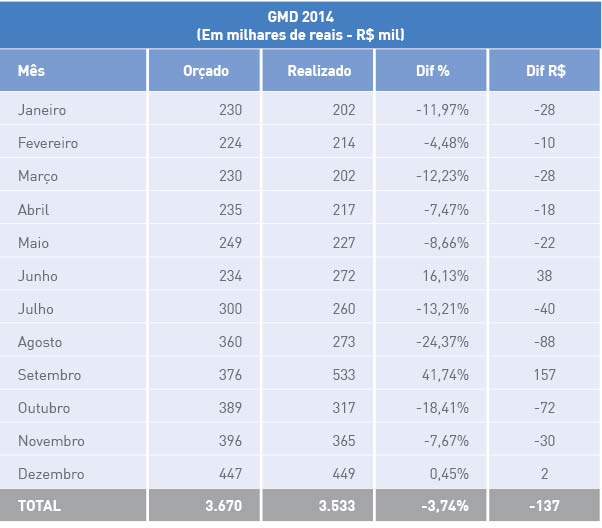 GMD 2014
(Em milhares de reais - R$ mil)
Mês Orçado Realizado Dif % Dif R$
Janeiro 230 202 -11,97% -28
Fevereiro 224 214 -4,48% -10
Março 230 202 -12,23% -28
Abril 235 217 -7,47% -18
Maio 249 227 -8,66% -22
Junho 234 272 16,13% 38
Julho 300 260 -13,21% -40
Agosto 360 273 -24,37% -88
Setembro 376 533 41,74% 157
Outubro 389 317 -18,41% -72
Novembro 396 365 -7,67% -30
Dezembro 447 449 0,45% 2
TOTAL 3.670 3.533 -3,74% -137